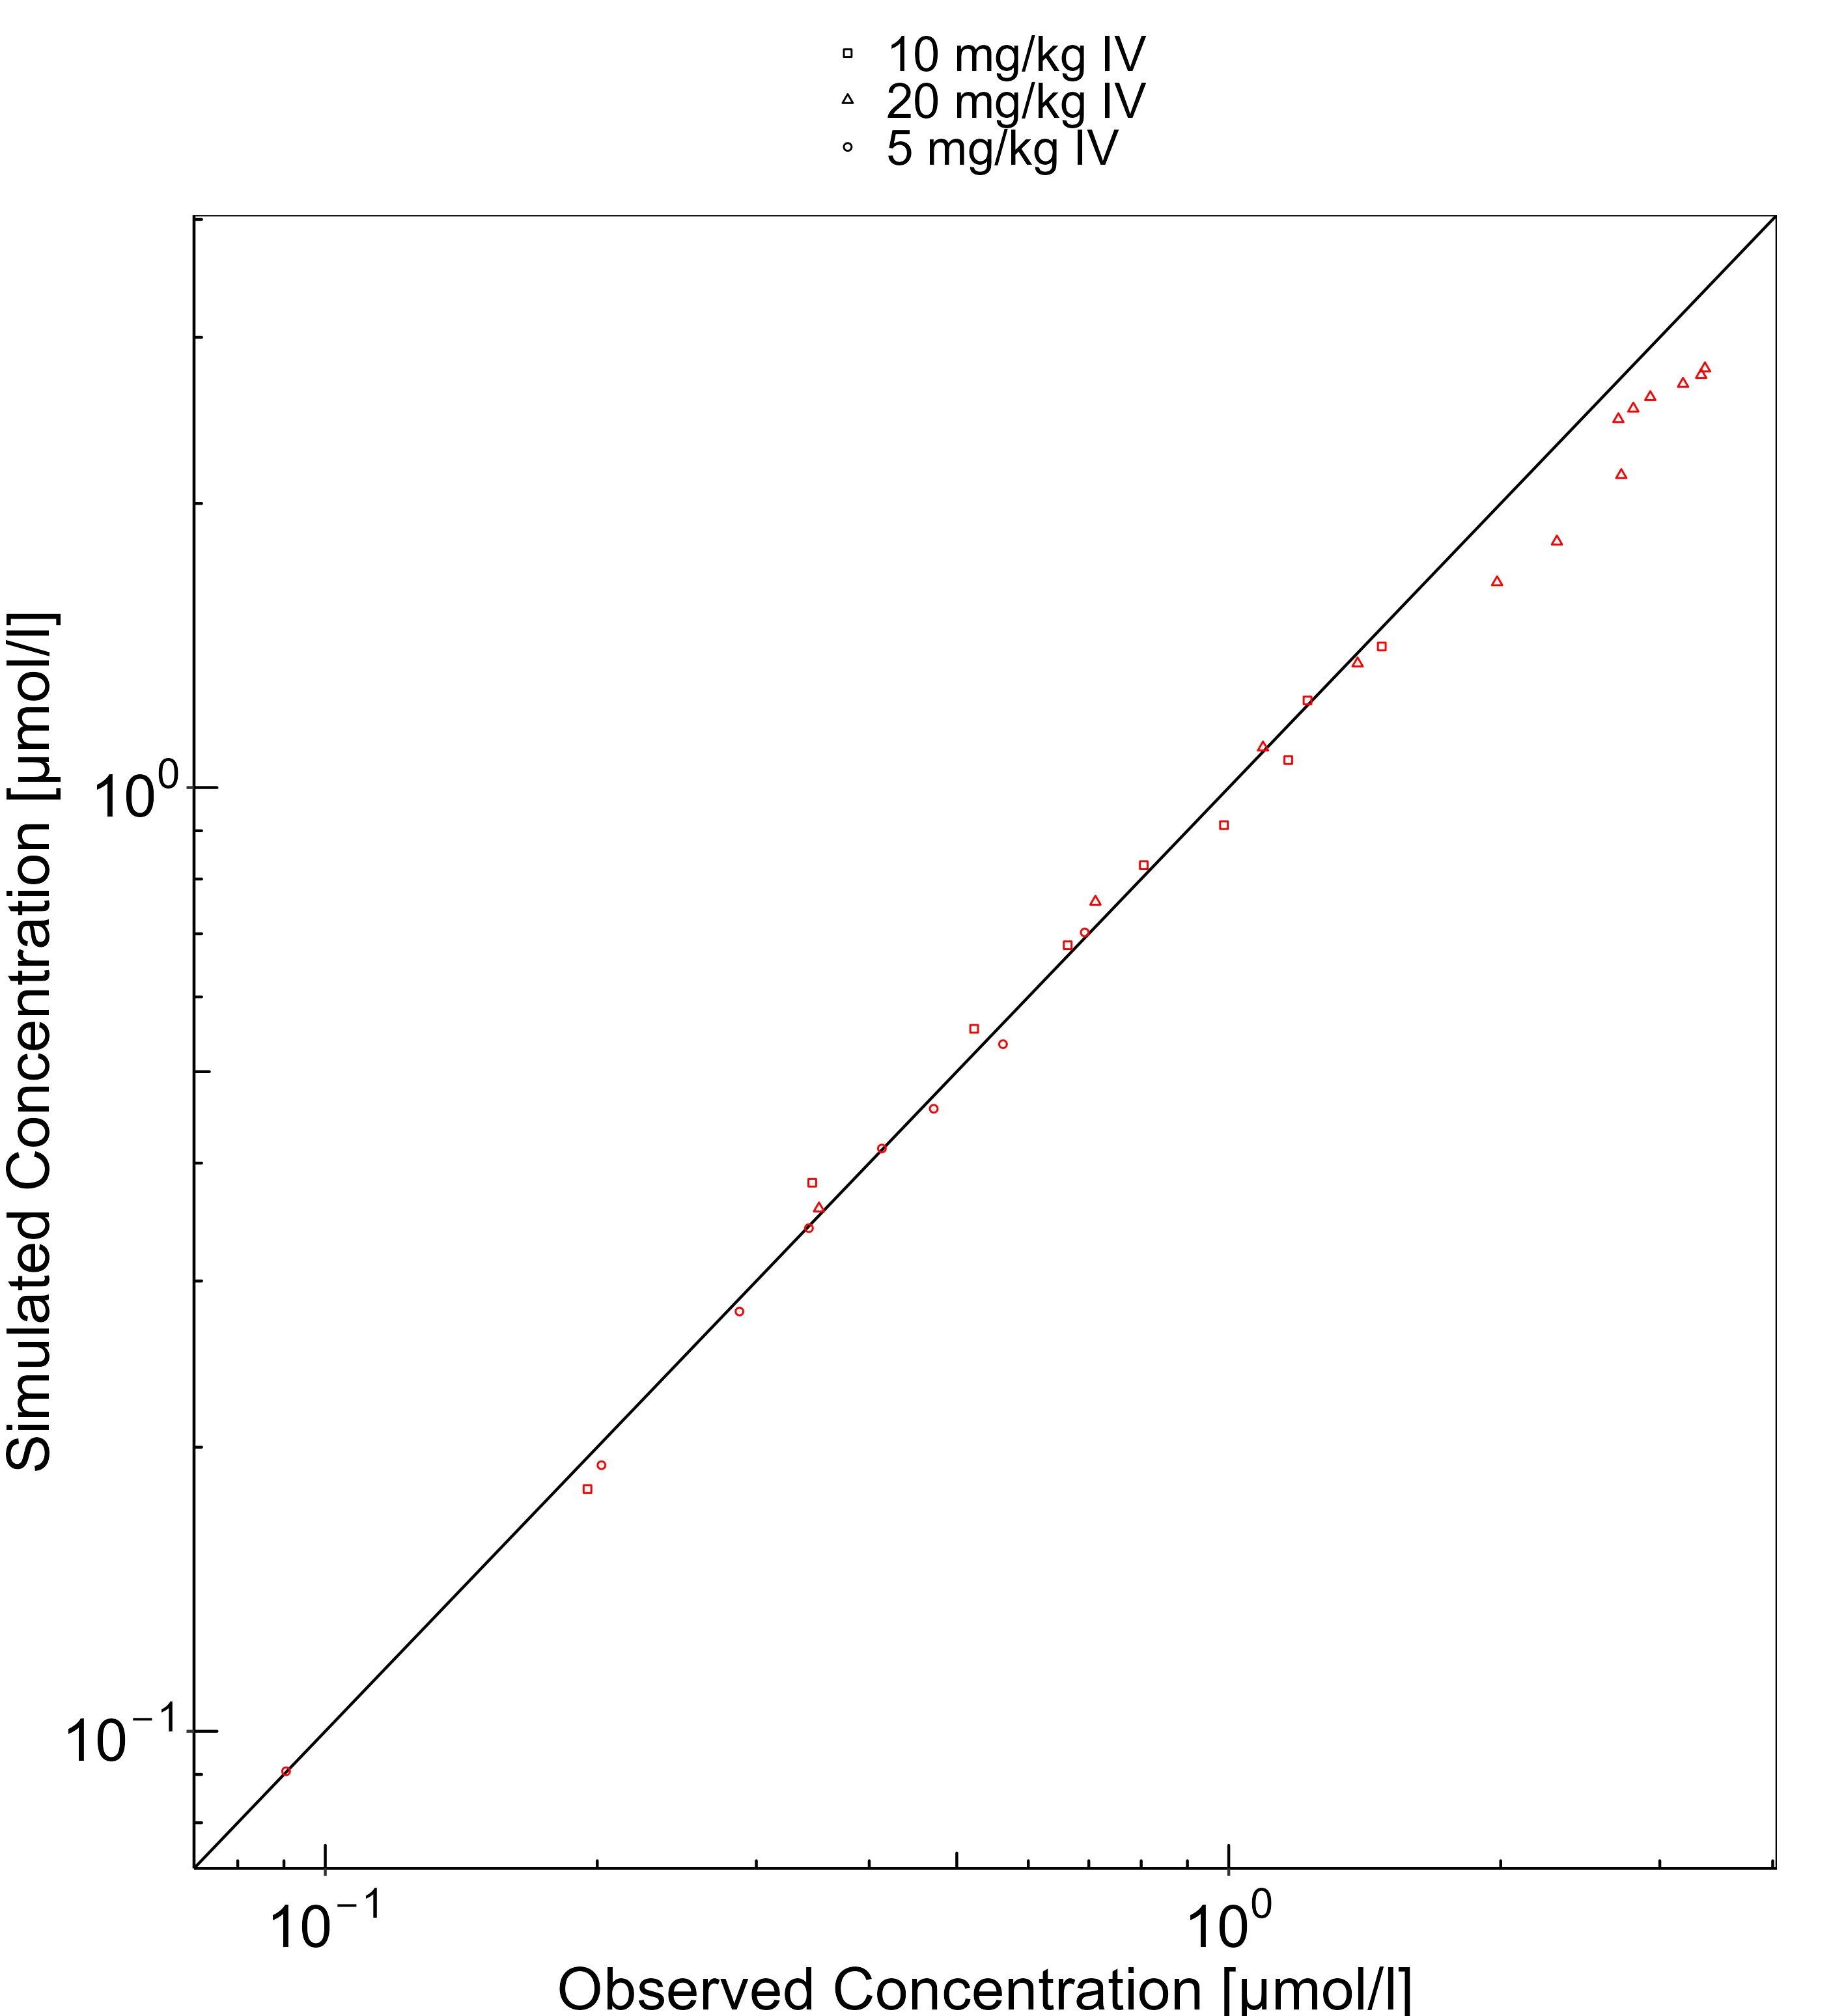 10 mg/kg IV
20 mg/kg IV
5 mg/kg IV
Simulated Concentration [µmol/l]
10⁰
10⁻¹
10⁻¹ 10⁰
Observed Concentration [µmol/l]